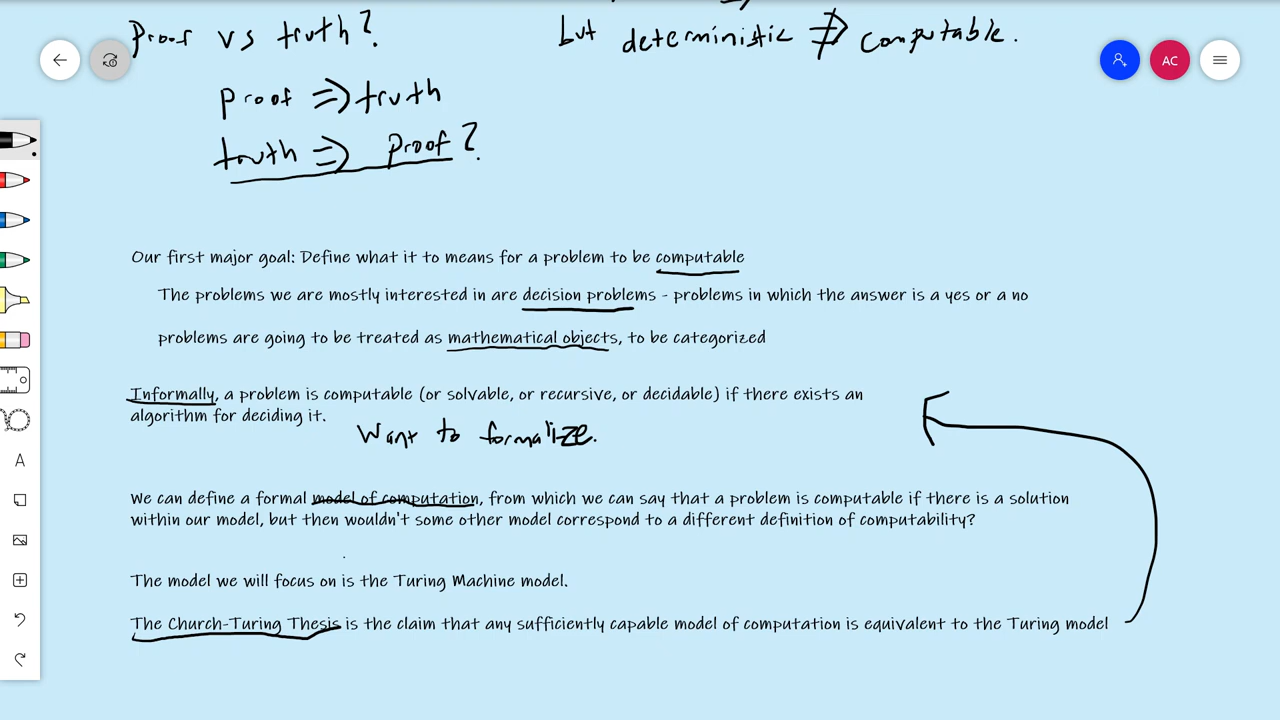 Proof vs truth?
but deterministic ⇏ computable.
proof ⇒ truth
truth ⇒ proof?
AC
Our first major goal: Define what it to means for a problem to be computable
The problems we are mostly interested in are decision problems - problems in which the answer is a yes or a no
problems are going to be treated as mathematical objects, to be categorized
Informally, a problem is computable (or solvable, or recursive, or decidable) if there exists an
algorithm for deciding it.
Want to formalize.
We can define a formal model of computation, from which we can say that a problem is computable if there is a solution
within our model, but then wouldn't some other model correspond to a different definition of computability?
The model we will focus on is the Turing Machine model.
The Church-Turing Thesis is the claim that any sufficiently capable model of computation is equivalent to the Turing model
A